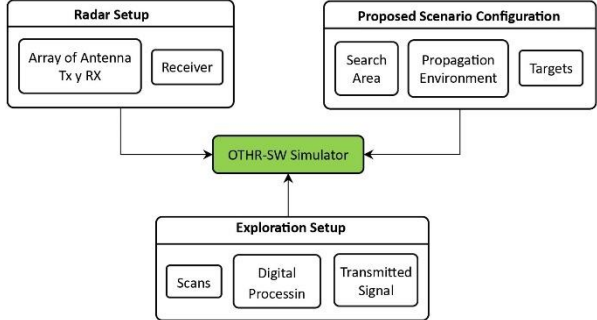 Radar Setup
Array of Antenna
Tx y RX
Receiver
Proposed Scenario Configuration
Search
Area
Propagation
Environment
Targets
OTHR-SW Simulator
Exploration Setup
Scans
Digital
Processin
Transmitted
Signal